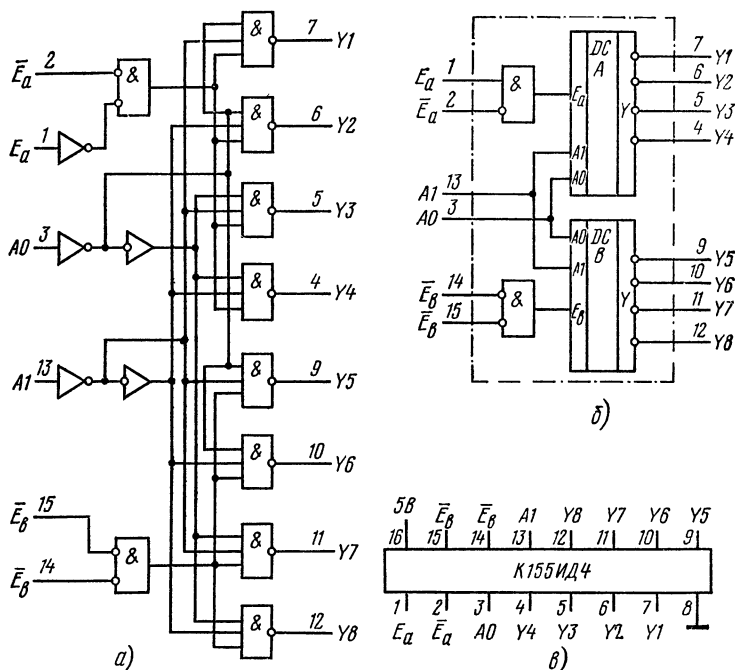 &
7
Y1
2
Ēa
&
1
Ea
&
6
Y2
&
5
Y3
3
A0
&
4
Y4
13
A1
&
9
Y5
&
10
Y6
15
Ēв
14
Ēв
&
&
11
Y7
&
12
Y8
а)
1
Ea
2
Ēa
&
Ea
DC
A
A1
A0
Y
7
Y1
6
Y2
5
Y3
4
Y4
A1
13
A0
3
14
Ēв
15
Ēв
&
A0
A1
Eв
DC
В
Y
9
Y5
10
Y6
11
Y7
12
Y8
б)
5В Ēв Ēв A1 Y8 Y7 Y6 Y5
16 15 14 13 12 11 10 9
К155ИД4
1 2 3 4 5 6 7 8
Ea Ēa A0 Y4 Y3 Y2 Y1
в)